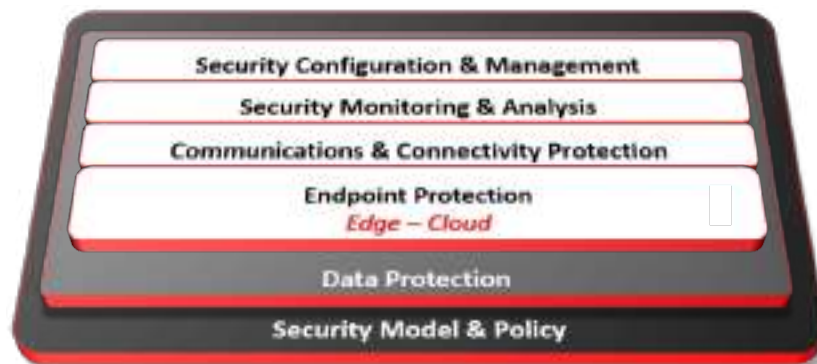 Security Configuration & Management
Security Monitoring & Analysis
Communications & Connectivity Protection
Endpoint Protection
Edge – Cloud
Data Protection
Security Model & Policy